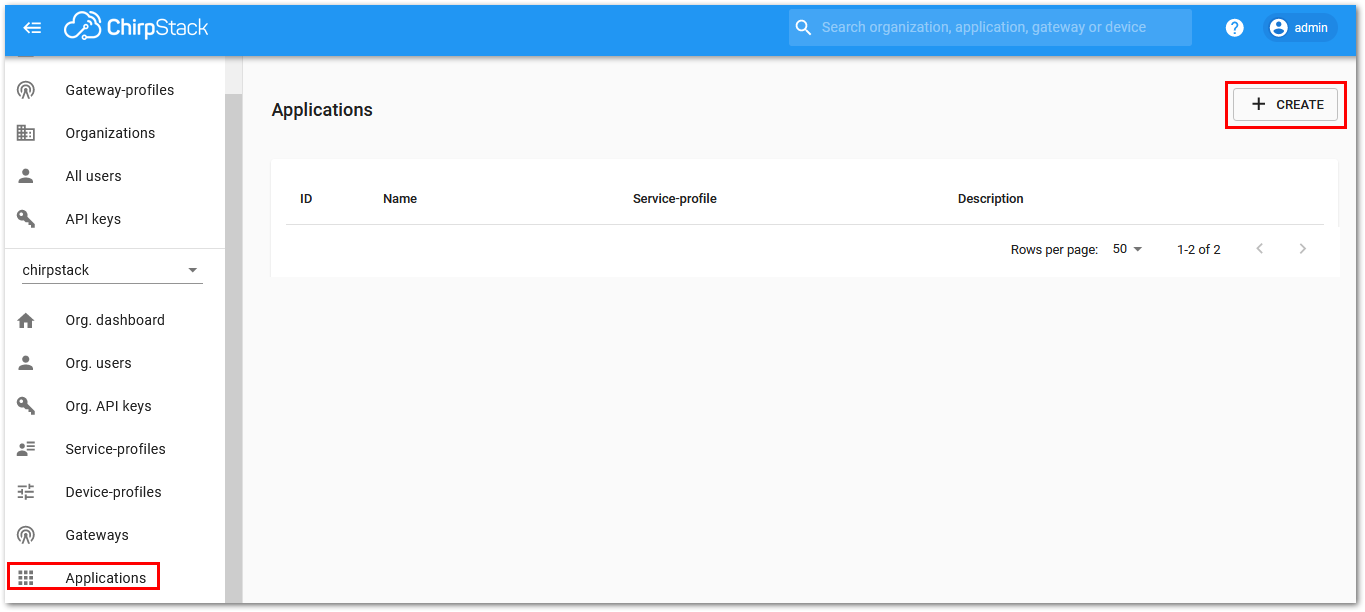 ChirpStack
Search organization, application, gateway or device
?
admin
Gateway-profiles
Organizations
All users
API keys
chirpstack
Org. dashboard
Org. users
Org. API keys
Service-profiles
Device-profiles
Gateways
Applications
Applications
+ CREATE
ID Name Service-profile Description
Rows per page: 50 1-2 of 2